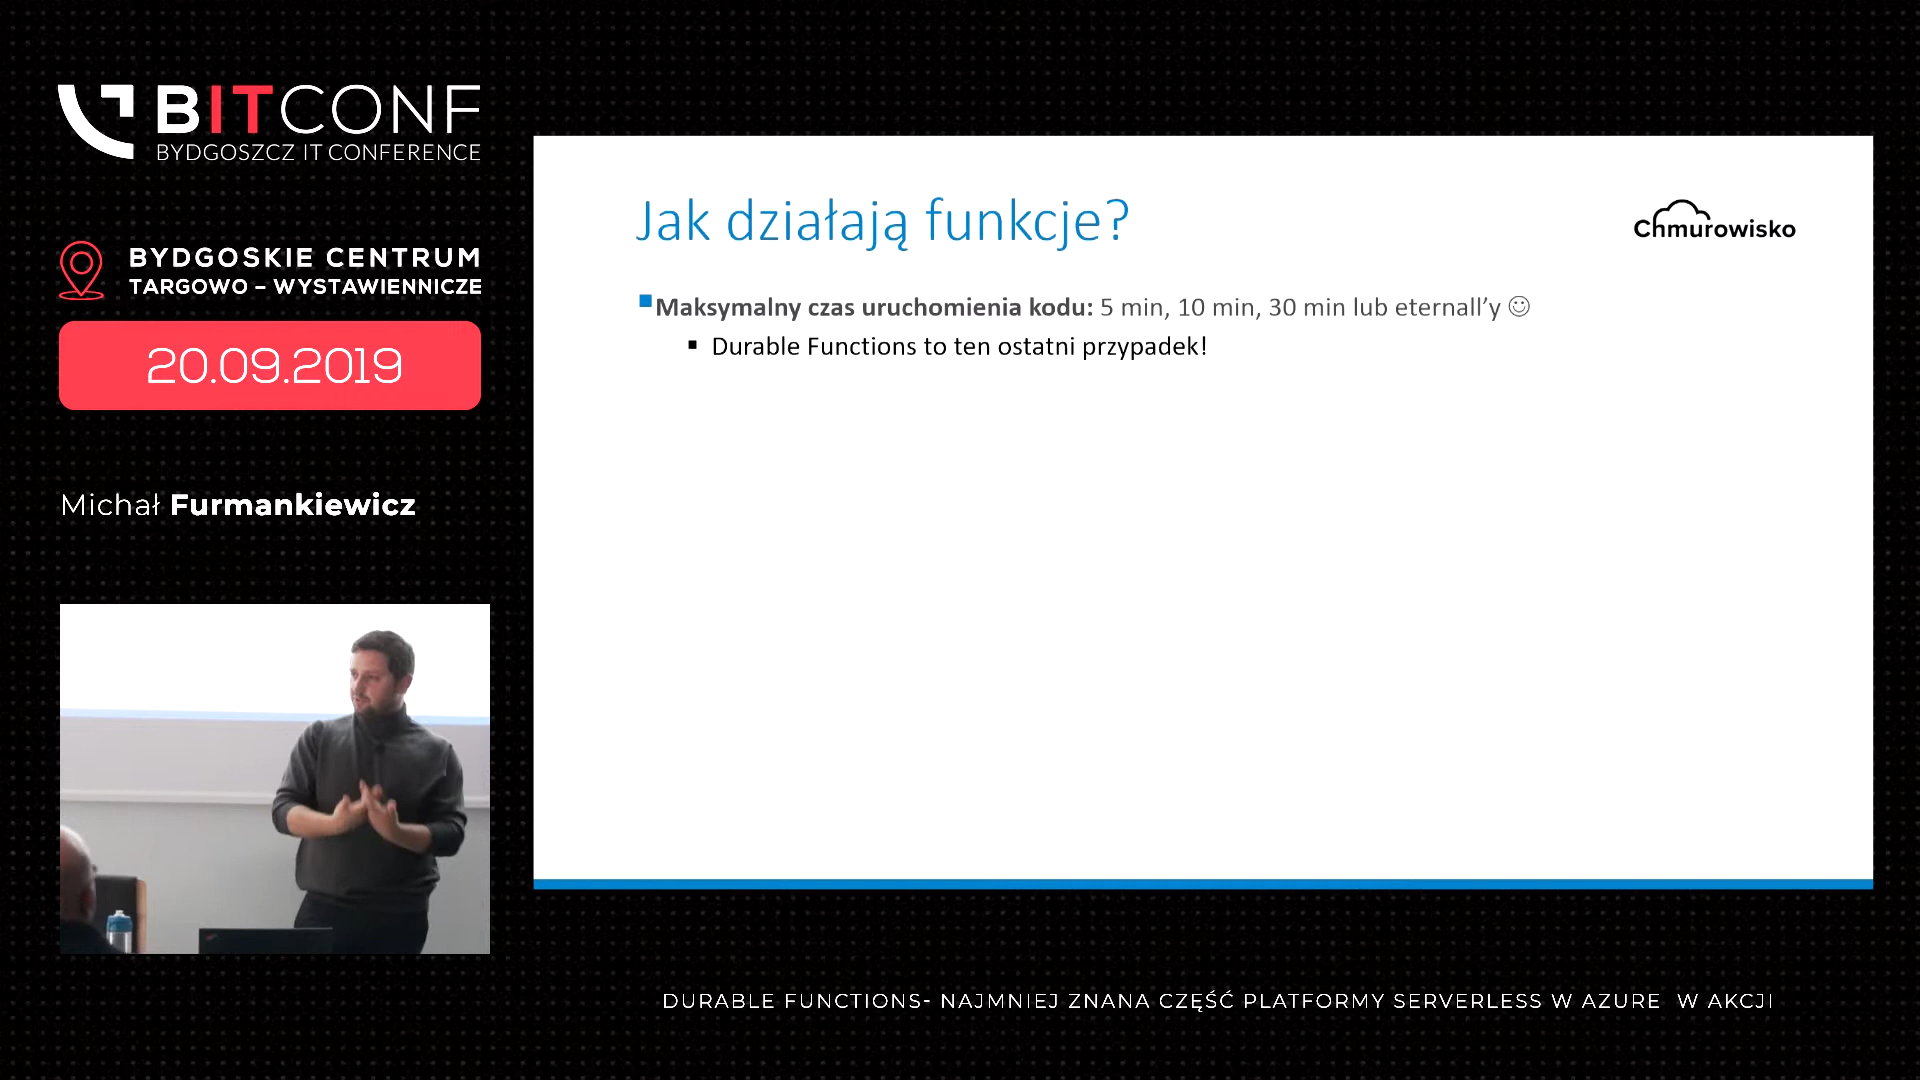 BITCONF
BYDGOSZCZ IT CONFERENCE
BYDGOSKIE CENTRUM
TARGOWO – WYSTAWIENNICZE
20.09.2019
Michał Furmankiewicz
Jak działają funkcje?
Chmurowisko
Maksymalny czas uruchomienia kodu: 5 min, 10 min, 30 min lub eternall’y ☺
Durable Functions to ten ostatni przypadek!
DURABLE FUNCTIONS- NAJMNIEJ ZNANA CZĘŚĆ PLATFORMY SERVERLESS W AZURE W AKCJI